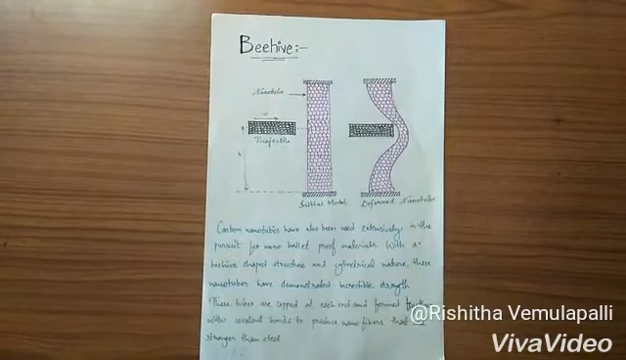 Beehive:-
Nanotube
v
Projectile
h
Initial Model
Deformed Nanotube
Carbon nanotubes have also been used extensively in the
pursuit for nano bullet proof materials. With a
beehive shaped structure and cylindrical nature, these
nanotubes have demonstrated incredible strength
These tubes are capped at each end and formed
with covalent bonds to produce nano fibers that
stronger than steel
@Rishitha Vemulapalli
VivaVideo